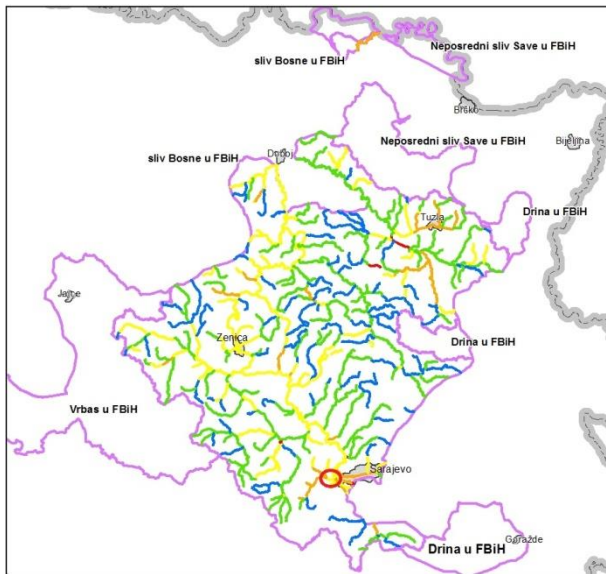 sliv Bosne u FBiH
Neposredni sliv Save u FBiH
Brčko
Neposredni sliv Save u FBiH
Bijeljina
Doboj
sliv Bosne u FBiH
Drina u FBiH
Tuzla
Jajce
Zenica
Drina u FBiH
Vrbas u FBiH
Sarajevo
Goražde
Drina u FBiH